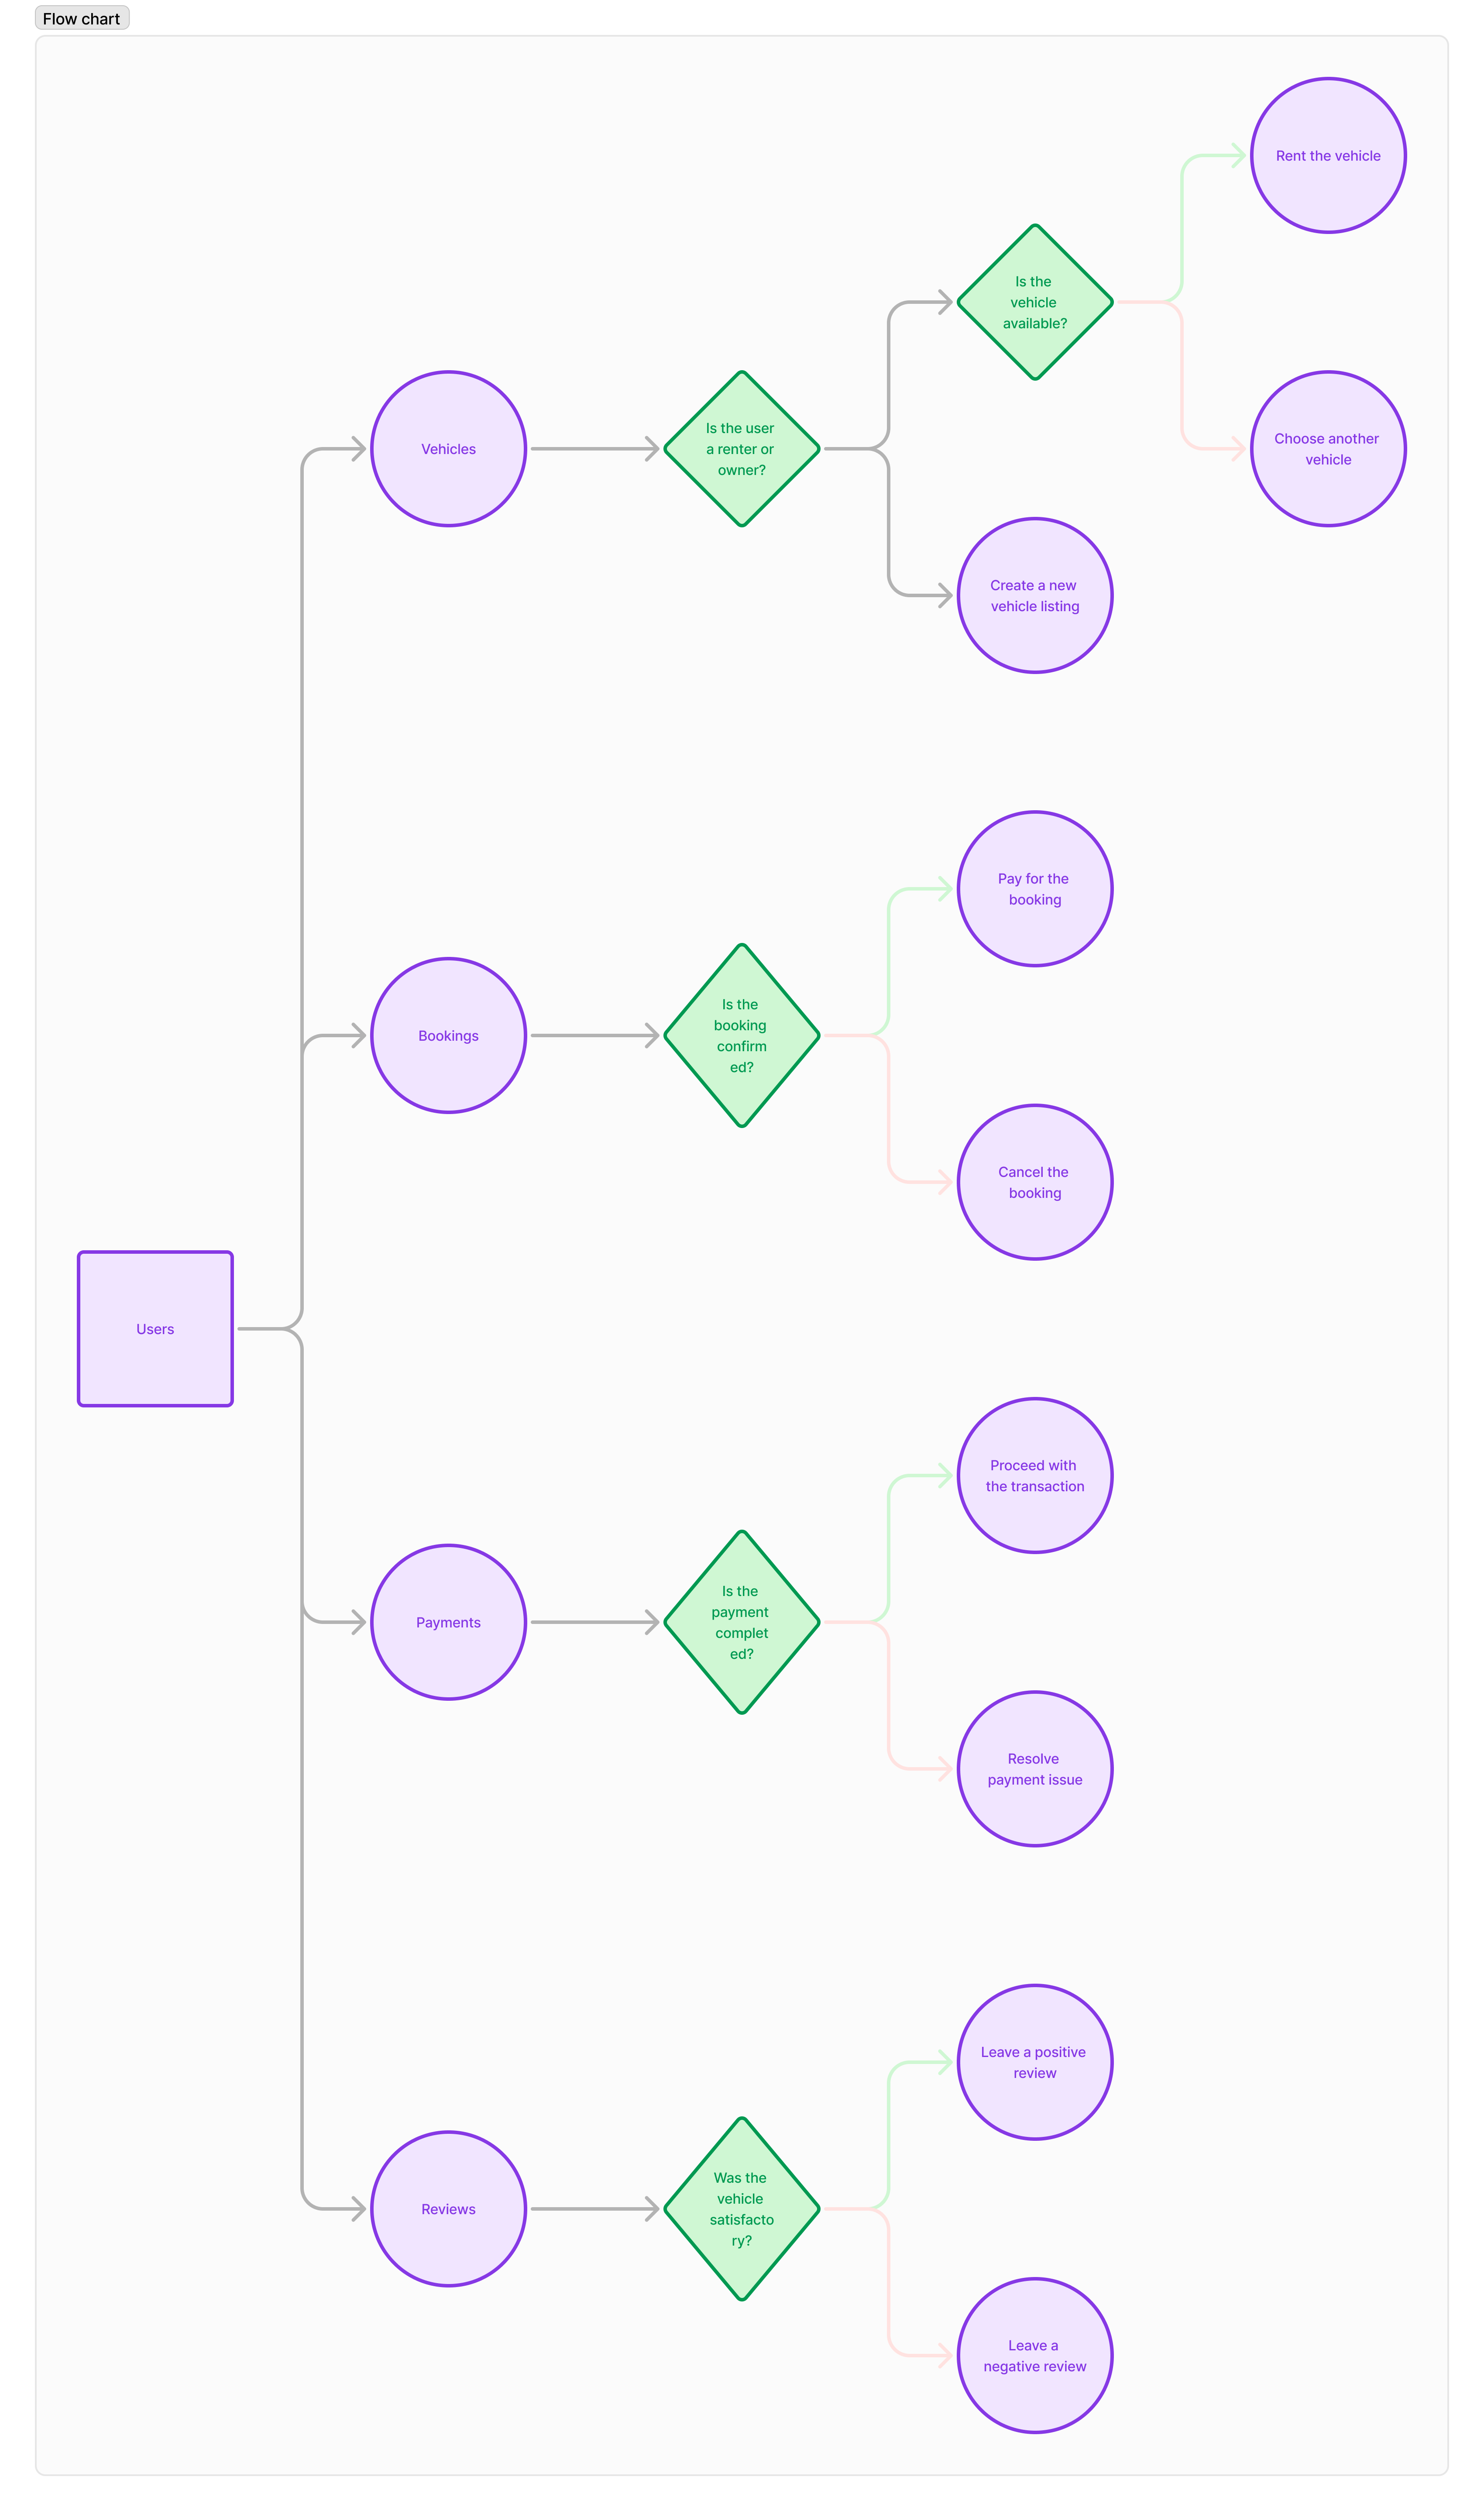 Flow chart
Rent the vehicle
Is the
vehicle
available?
Vehicles
Is the user
a renter or
owner?
Choose another
vehicle
Create a new
vehicle listing
Pay for the
booking
Bookings
Is the
booking
confirm
ed?
Cancel the
booking
Users
Proceed with
the transaction
Payments
Is the
payment
complet
ed?
Resolve
payment issue
Leave a positive
review
Reviews
Was the
vehicle
satisfacto
ry?
Leave a
negative review